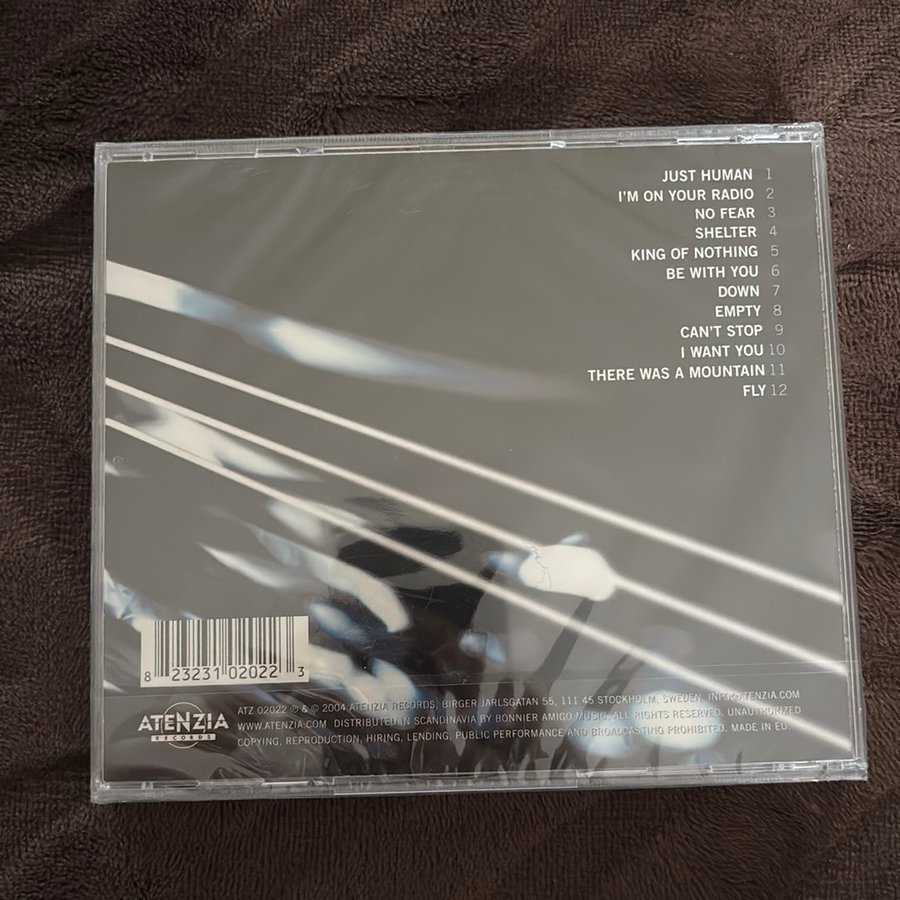 JUST HUMAN 1
I'M ON YOUR RADIO 2
NO FEAR 3
SHELTER 4
KING OF NOTHING 5
BE WITH YOU 6
DOWN 7
EMPTY 8
CAN'T STOP 9
I WANT YOU 10
THERE WAS A MOUNTAIN 11
FLY 12
8 23231 02022 3
ATENZIA
RECORDS
ATZ 02022 ℗ & © 2004 ATENZIA RECORDS, BIRGER JARLSGATAN 55, 111 45 STOCKHOLM, SWEDEN. INFO@ATENZIA.COM
WWW.ATENZIA.COM DISTRIBUTED IN SCANDINAVIA BY BONNIER AMIGO MUSIC. ALL RIGHTS RESERVED. UNAUTHORIZED
COPYING, REPRODUCTION, HIRING, LENDING, PUBLIC PERFORMANCE AND BROADCASTING PROHIBITED. MADE IN EU.